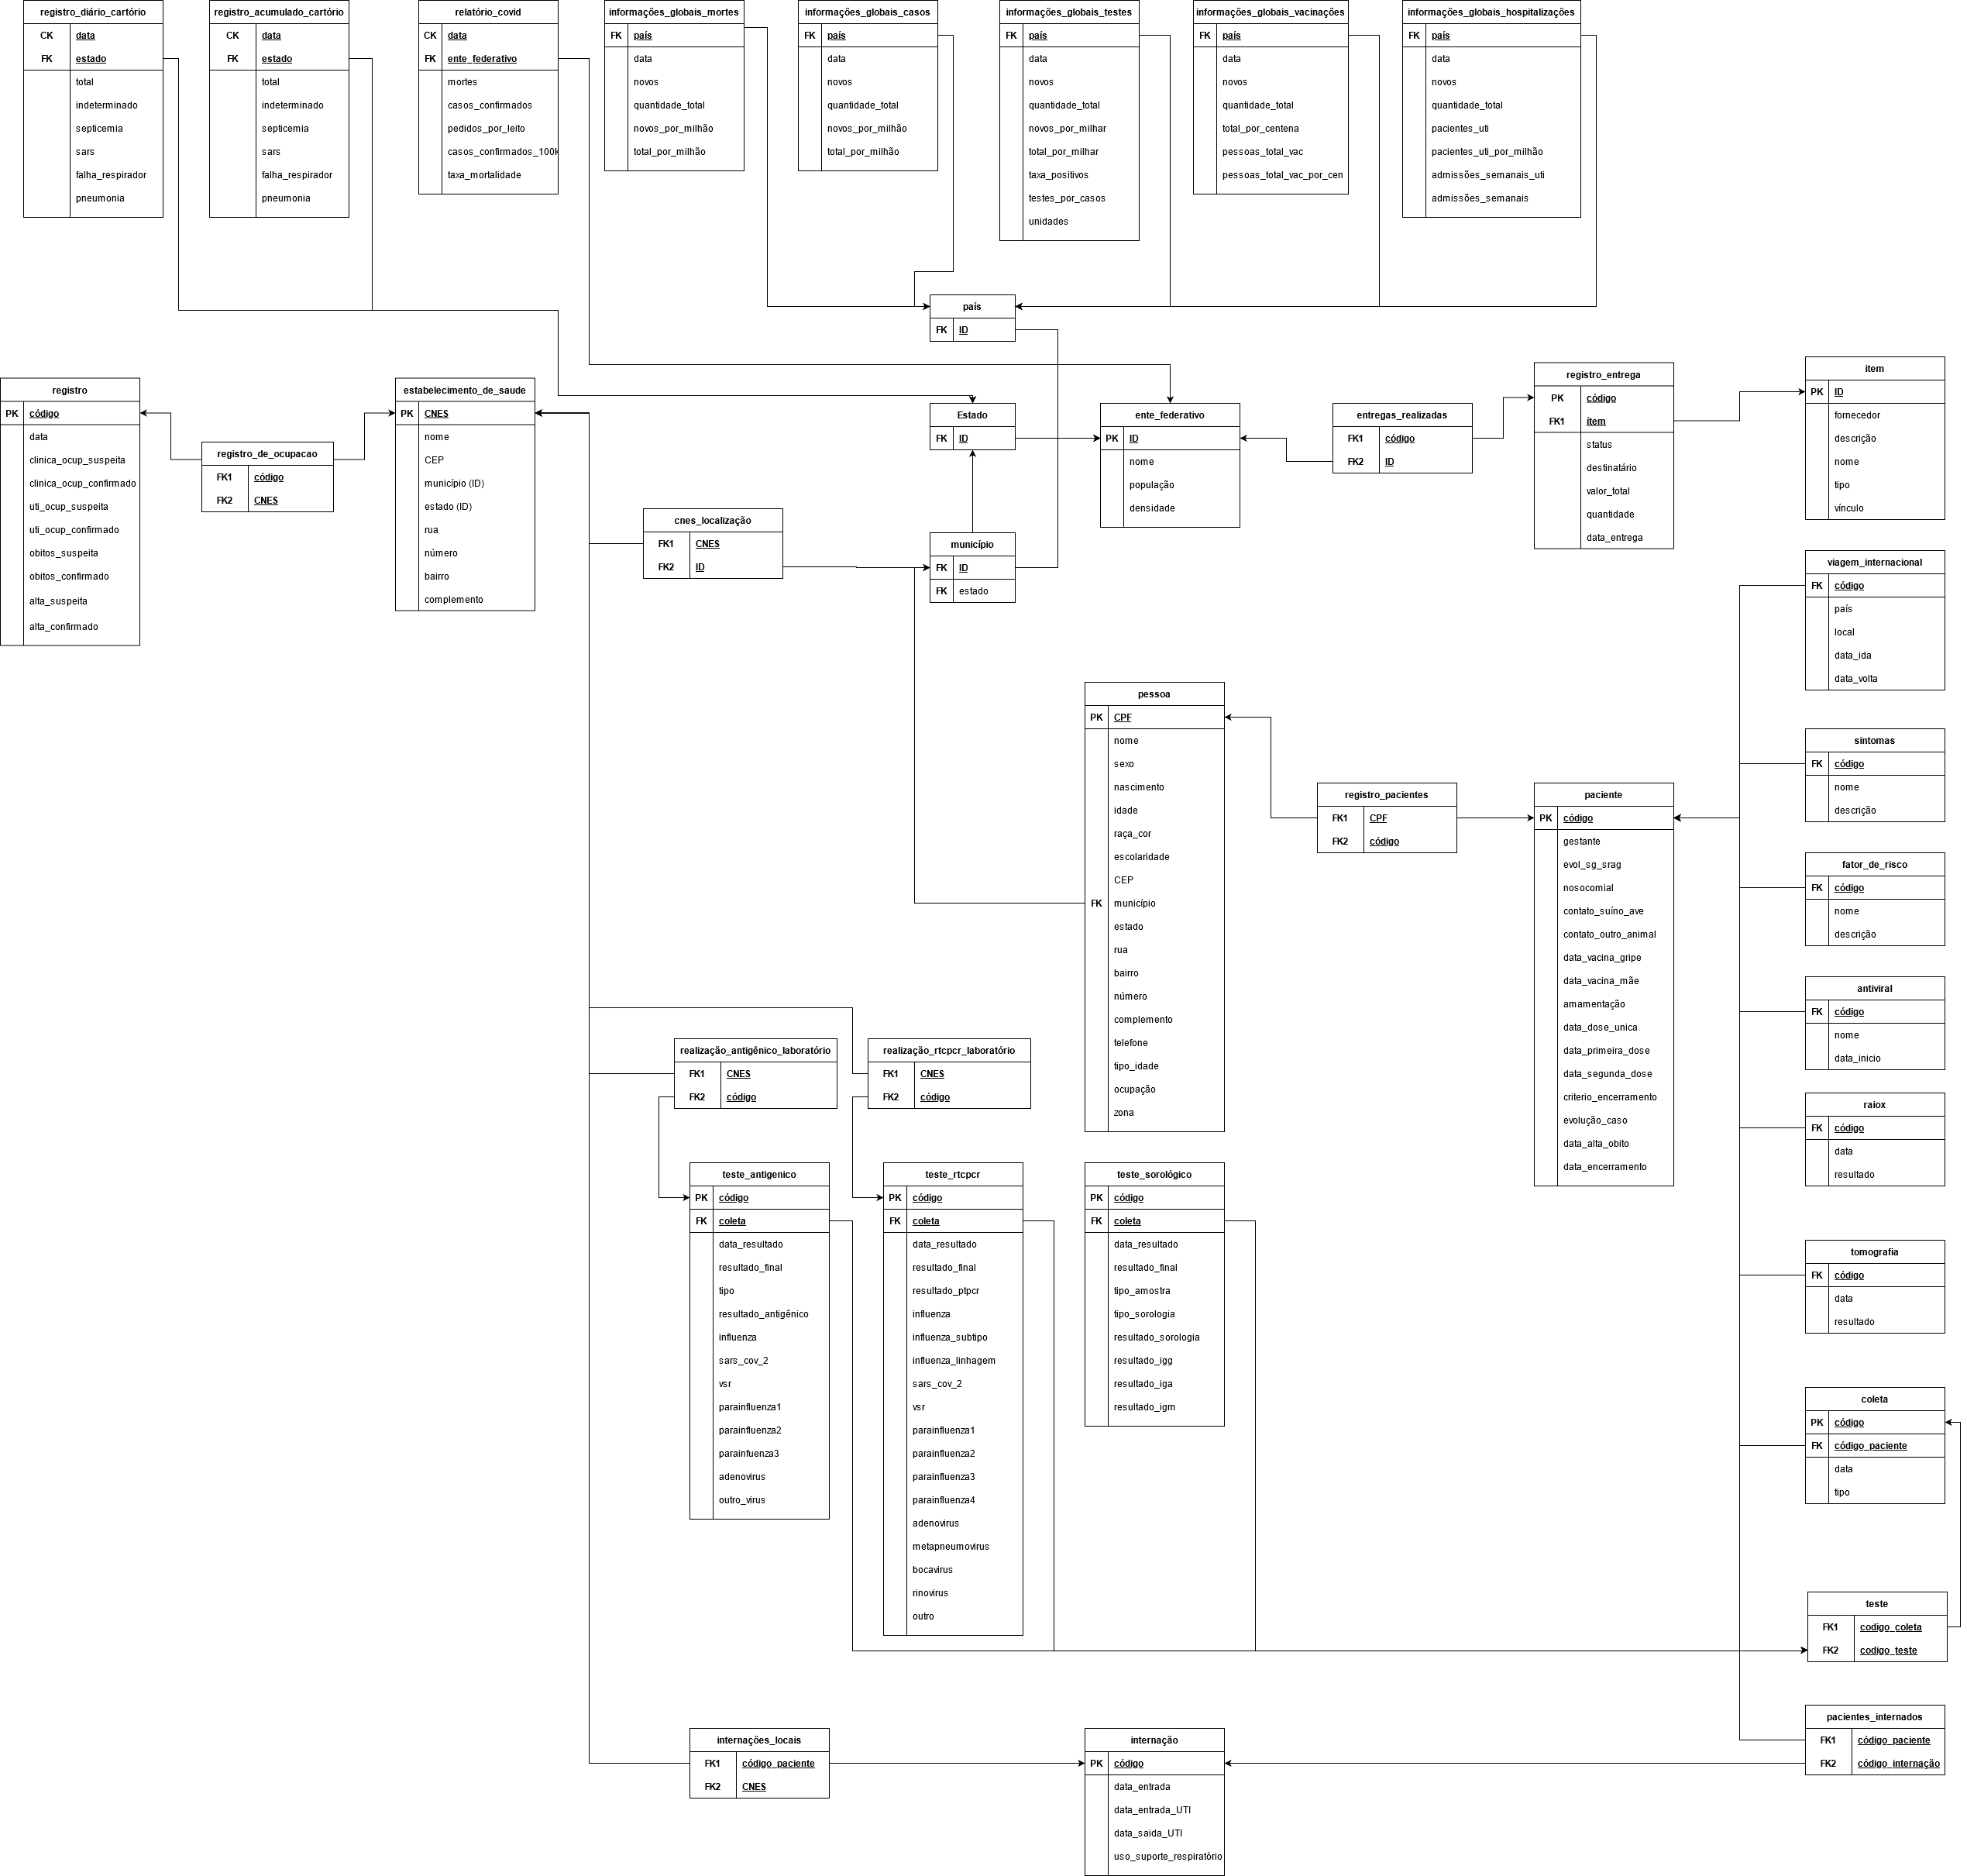 registro_diário_cartório
CK data
FK estado
total
indeterminado
septicemia
sars
falha_respirador
pneumonia
registro_acumulado_cartório
CK data
FK estado
total
indeterminado
septicemia
sars
falha_respirador
pneumonia
relatório_covid
CK data
FK ente_federativo
mortes
casos_confirmados
pedidos_por_leito
casos_confirmados_100k
taxa_mortalidade
informações_globais_mortes
FK país
data
novos
quantidade_total
novos_por_milhão
total_por_milhão
informações_globais_casos
FK país
data
novos
quantidade_total
novos_por_milhão
total_por_milhão
informações_globais_testes
FK país
data
novos
quantidade_total
novos_por_milhar
total_por_milhar
taxa_positivos
testes_por_casos
unidades
informações_globais_vacinações
FK país
data
novos
quantidade_total
total_por_centena
pessoas_total_vac
pessoas_total_vac_por_cen
informações_globais_hospitalizações
FK país
data
novos
quantidade_total
pacientes_uti
pacientes_uti_por_milhão
admissões_semanais_uti
admissões_semanais
país
FK ID
registro
PK código
data
clinica_ocup_suspeita
clinica_ocup_confirmado
uti_ocup_suspeita
uti_ocup_confirmado
obitos_suspeita
obitos_confirmado
alta_suspeita
alta_confirmado
registro_de_ocupacao
FK1 código
FK2 CNES
estabelecimento_de_saude
PK CNES
nome
CEP
município (ID)
estado (ID)
rua
número
bairro
complemento
cnes_localização
FK1 CNES
FK2 ID
Estado
FK ID
município
FK ID
FK estado
ente_federativo
PK ID
nome
população
densidade
entregas_realizadas
FK1 código
FK2 ID
registro_entrega
PK código
FK1 ítem
status
destinatário
valor_total
quantidade
data_entrega
item
PK ID
fornecedor
descrição
nome
tipo
vínculo
viagem_internacional
FK código
país
local
data_ida
data_volta
pessoa
PK CPF
nome
sexo
nascimento
idade
raça_cor
escolaridade
CEP
FK município
estado
rua
bairro
número
complemento
telefone
tipo_idade
ocupação
zona
registro_pacientes
FK1 CPF
FK2 código
paciente
PK código
gestante
evol_sg_srag
nosocomial
contato_suíno_ave
contato_outro_animal
data_vacina_gripe
data_vacina_mãe
amamentação
data_dose_unica
data_primeira_dose
data_segunda_dose
criterio_encerramento
evolução_caso
data_alta_obito
data_encerramento
sintomas
FK código
nome
descrição
fator_de_risco
FK código
nome
descrição
antiviral
FK código
nome
data_inicio
raiox
FK código
data
resultado
tomografia
FK código
data
resultado
coleta
PK código
FK código_paciente
data
tipo
realização_antigênico_laboratório
FK1 CNES
FK2 código
realização_rtcpcr_laboratório
FK1 CNES
FK2 código
teste_antigenico
PK código
FK coleta
data_resultado
resultado_final
tipo
resultado_antigênico
influenza
sars_cov_2
vsr
parainfluenza1
parainfluenza2
parainfuenza3
adenovirus
outro_virus
teste_rtcpcr
PK código
FK coleta
data_resultado
resultado_final
resultado_ptpcr
influenza
influenza_subtipo
influenza_linhagem
sars_cov_2
vsr
parainfluenza1
parainfluenza2
parainfluenza3
parainfluenza4
adenovirus
metapneumovirus
bocavirus
rinovirus
outro
teste_sorológico
PK código
FK coleta
data_resultado
resultado_final
tipo_amostra
tipo_sorologia
resultado_sorologia
resultado_igg
resultado_iga
resultado_igm
teste
FK1 codigo_coleta
FK2 codigo_teste
internações_locais
FK1 código_paciente
FK2 CNES
internação
PK código
data_entrada
data_entrada_UTI
data_saida_UTI
uso_suporte_respiratório
pacientes_internados
FK1 código_paciente
FK2 código_internação